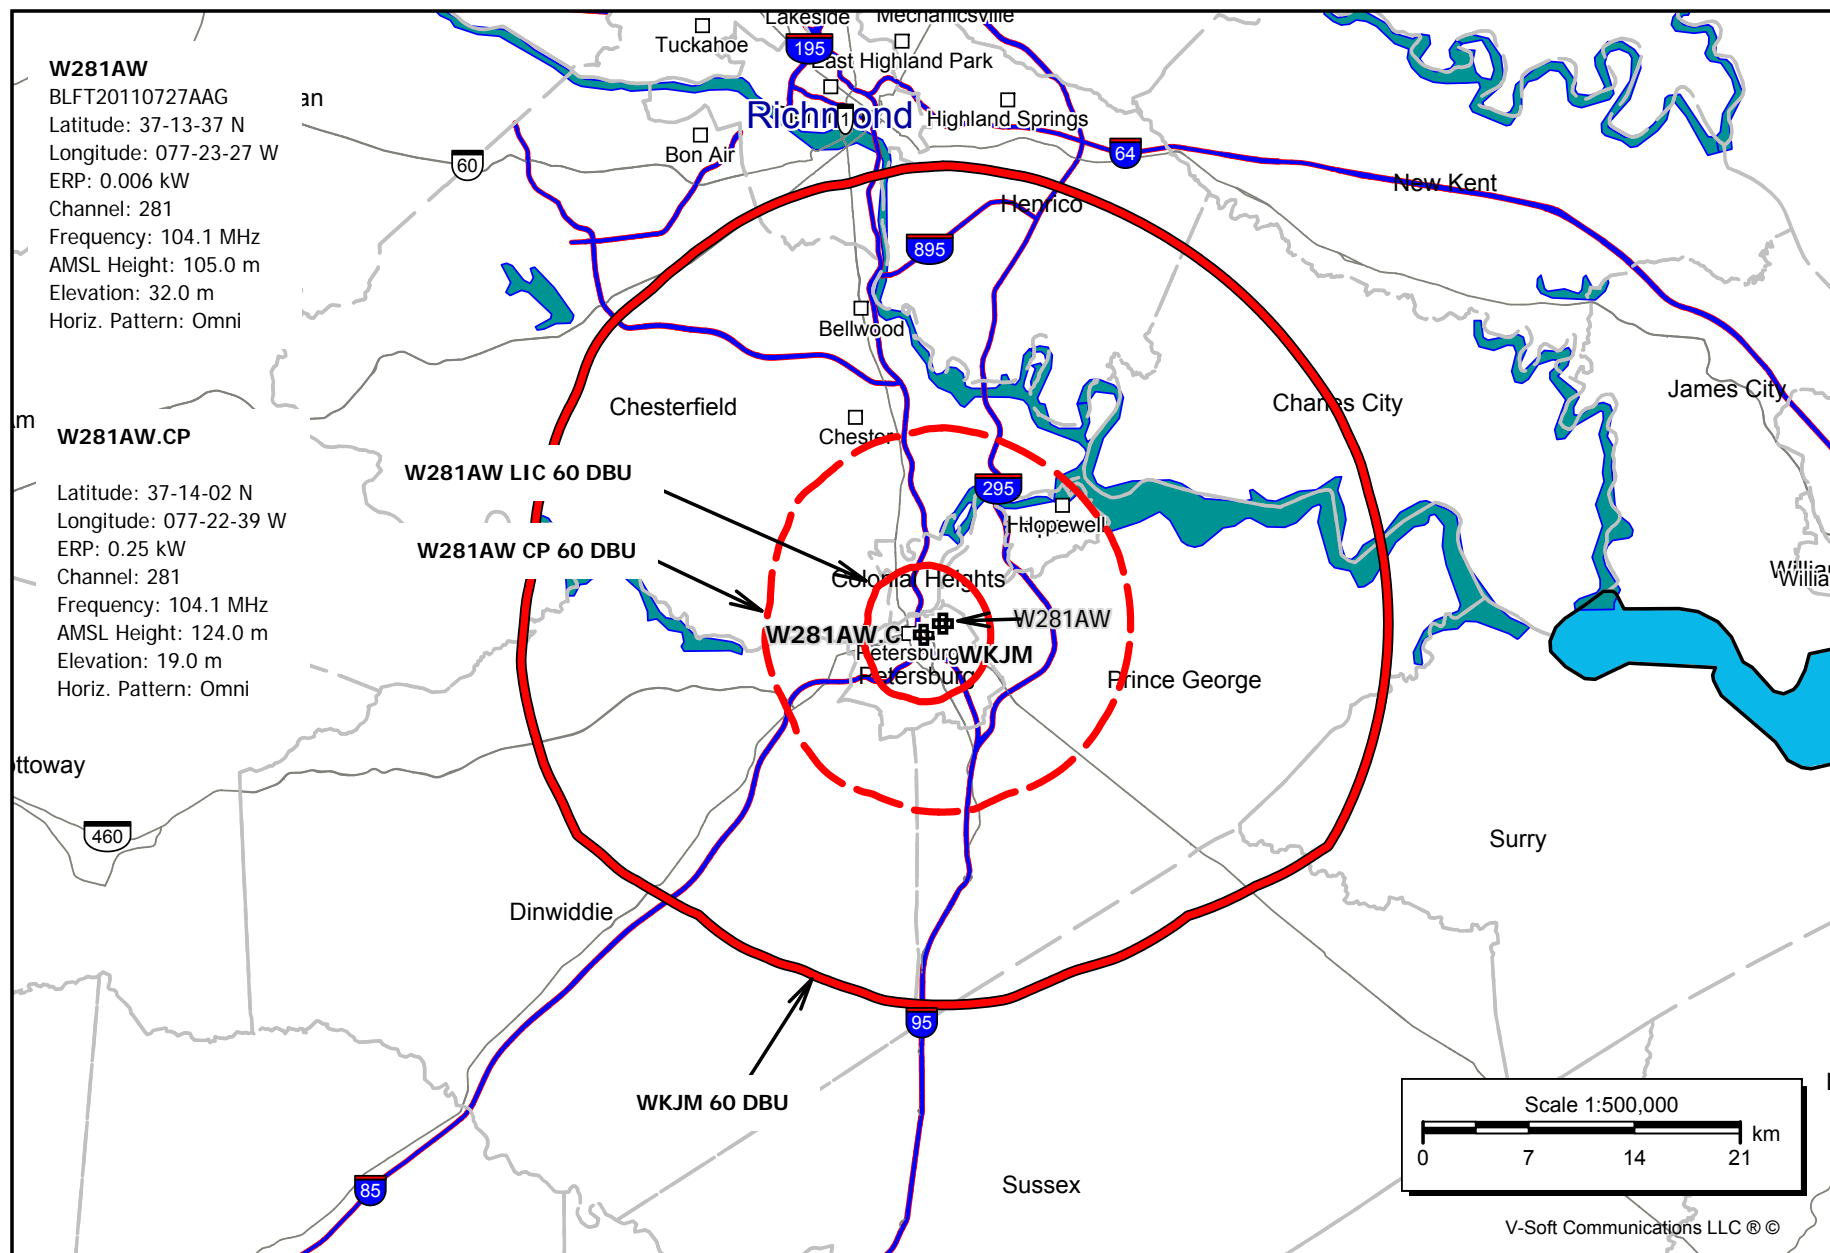 W281AW
BLFT20110727AAG
Latitude: 37-13-37 N
Longitude: 077-23-27 W
ERP: 0.006 kW
Channel: 281
Frequency: 104.1 MHz
AMSL Height: 105.0 m
Elevation: 32.0 m
Horiz. Pattern: Omni
W281AW.CP
Latitude: 37-14-02 N
Longitude: 077-22-39 W
ERP: 0.25 kW
Channel: 281
Frequency: 104.1 MHz
AMSL Height: 124.0 m
Elevation: 19.0 m
Horiz. Pattern: Omni
Lakeside
Mechanicsville
Tuckahoe
195
East Highland Park
an
Richmond
Highland Springs
Bon Air
60
64
New Kent
Henrico
895
Bellwood
Chesterfield
Charles City
James City
Chester
W281AW LIC 60 DBU
295
Hopewell
W281AW CP 60 DBU
Colonial Heights
W281AW
W281AW.C
Petersburg
WKJM
Petersburg
Prince George
ottoway
460
Surry
Dinwiddie
95
WKJM 60 DBU
85
Sussex
Scale 1:500,000
km
0 7 14 21
V-Soft Communications LLC ® ©